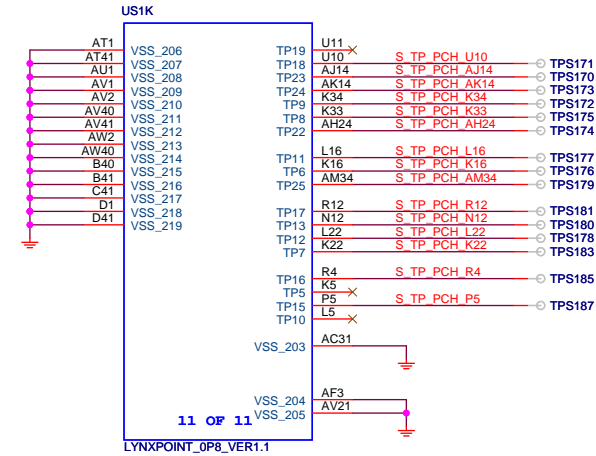 US1K
AT1 VSS_206 TP19 U11
AT41 VSS_207 TP18 U10 S_TP_PCH_U10 TPS171
AU1 VSS_208 TP23 AJ14 S_TP_PCH_AJ14 TPS170
AV1 VSS_209 TP24 AK14 S_TP_PCH_AK14 TPS173
AV2 VSS_210 TP9 K34 S_TP_PCH_K34 TPS172
AV40 VSS_211 TP8 K33 S_TP_PCH_K33 TPS175
AV41 VSS_212 TP22 AH24 S_TP_PCH_AH24 TPS174
AW2 VSS_213
AW40 VSS_214 TP11 L16 S_TP_PCH_L16 TPS177
B40 VSS_215 TP6 K16 S_TP_PCH_K16 TPS176
B41 VSS_216 TP25 AM34 S_TP_PCH_AM34 TPS179
C41 VSS_217
D1 VSS_218 TP17 R12 S_TP_PCH_R12 TPS181
D41 VSS_219 TP13 N12 S_TP_PCH_N12 TPS180
TP12 L22 S_TP_PCH_L22 TPS178
TP7 K22 S_TP_PCH_K22 TPS183
TP16 R4 S_TP_PCH_R4 TPS185
TP5 K5
TP15 P5 S_TP_PCH_P5 TPS187
TP10 L5
VSS_203 AC31
VSS_204 AF3
11 OF 11 VSS_205 AV21
LYNXPOINT_0P8_VER1.1